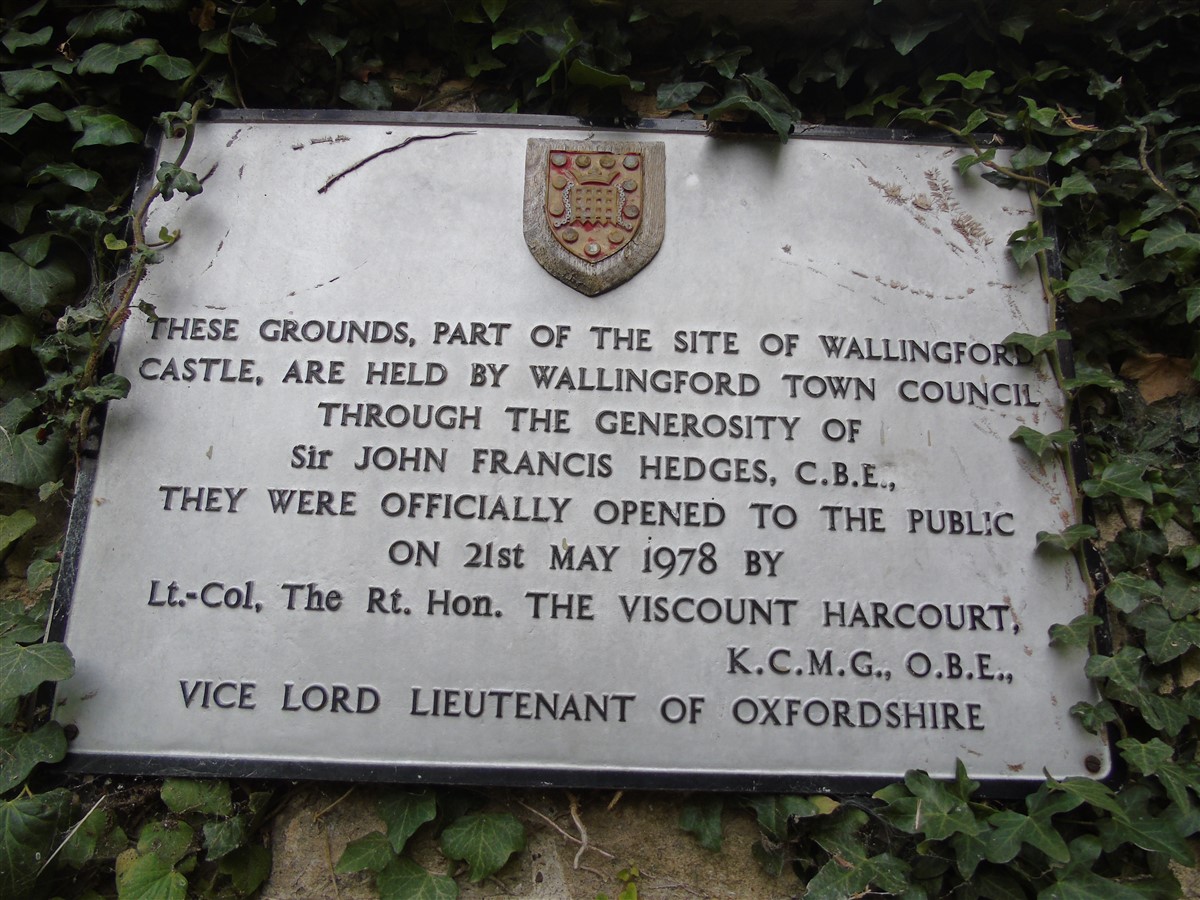 THESE GROUNDS, PART OF THE SITE OF WALLINGFORD
CASTLE, ARE HELD BY WALLINGFORD TOWN COUNCIL
THROUGH THE GENEROSITY OF
Sir JOHN FRANCIS HEDGES, C.B.E.,
THEY WERE OFFICIALLY OPENED TO THE PUBLIC
ON 21st MAY 1978 BY
Lt.-Col, The Rt. Hon. THE VISCOUNT HARCOURT,
K.C.M.G., O.B.E.,
VICE LORD LIEUTENANT OF OXFORDSHIRE